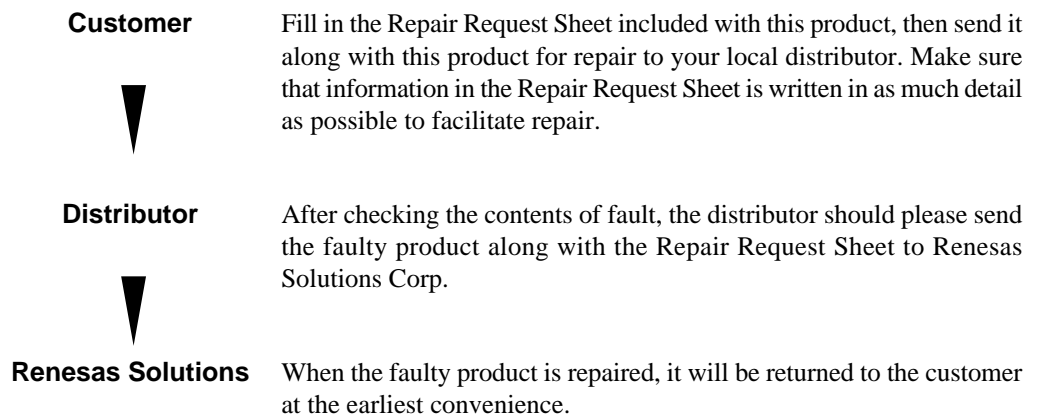 Customer
Fill in the Repair Request Sheet included with this product, then send it
along with this product for repair to your local distributor. Make sure
that information in the Repair Request Sheet is written in as much detail
as possible to facilitate repair.
Distributor
After checking the contents of fault, the distributor should please send
the faulty product along with the Repair Request Sheet to Renesas
Solutions Corp.
Renesas Solutions
When the faulty product is repaired, it will be returned to the customer
at the earliest convenience.